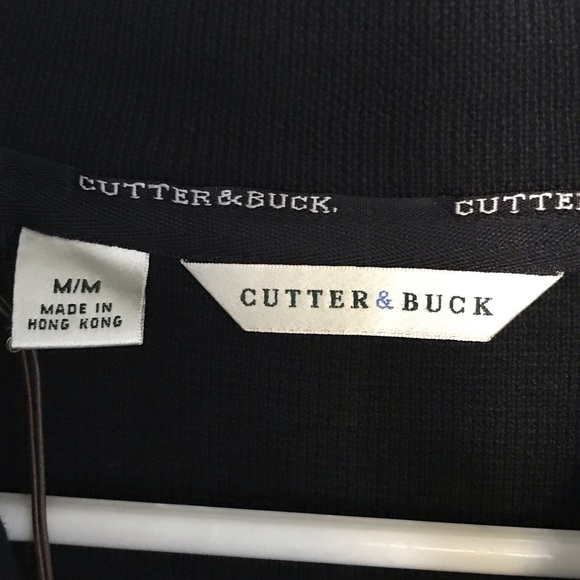 CUTTER&BUCK.
CUTTE
M/M
MADE IN
HONG KONG
CUTTER & BUCK